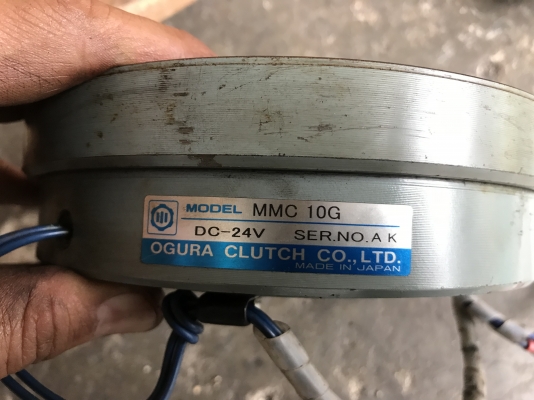 MODEL MMC 10G
DC-24V SER.NO.A K
OGURA CLUTCH CO.,LTD.
MADE IN JAPAN